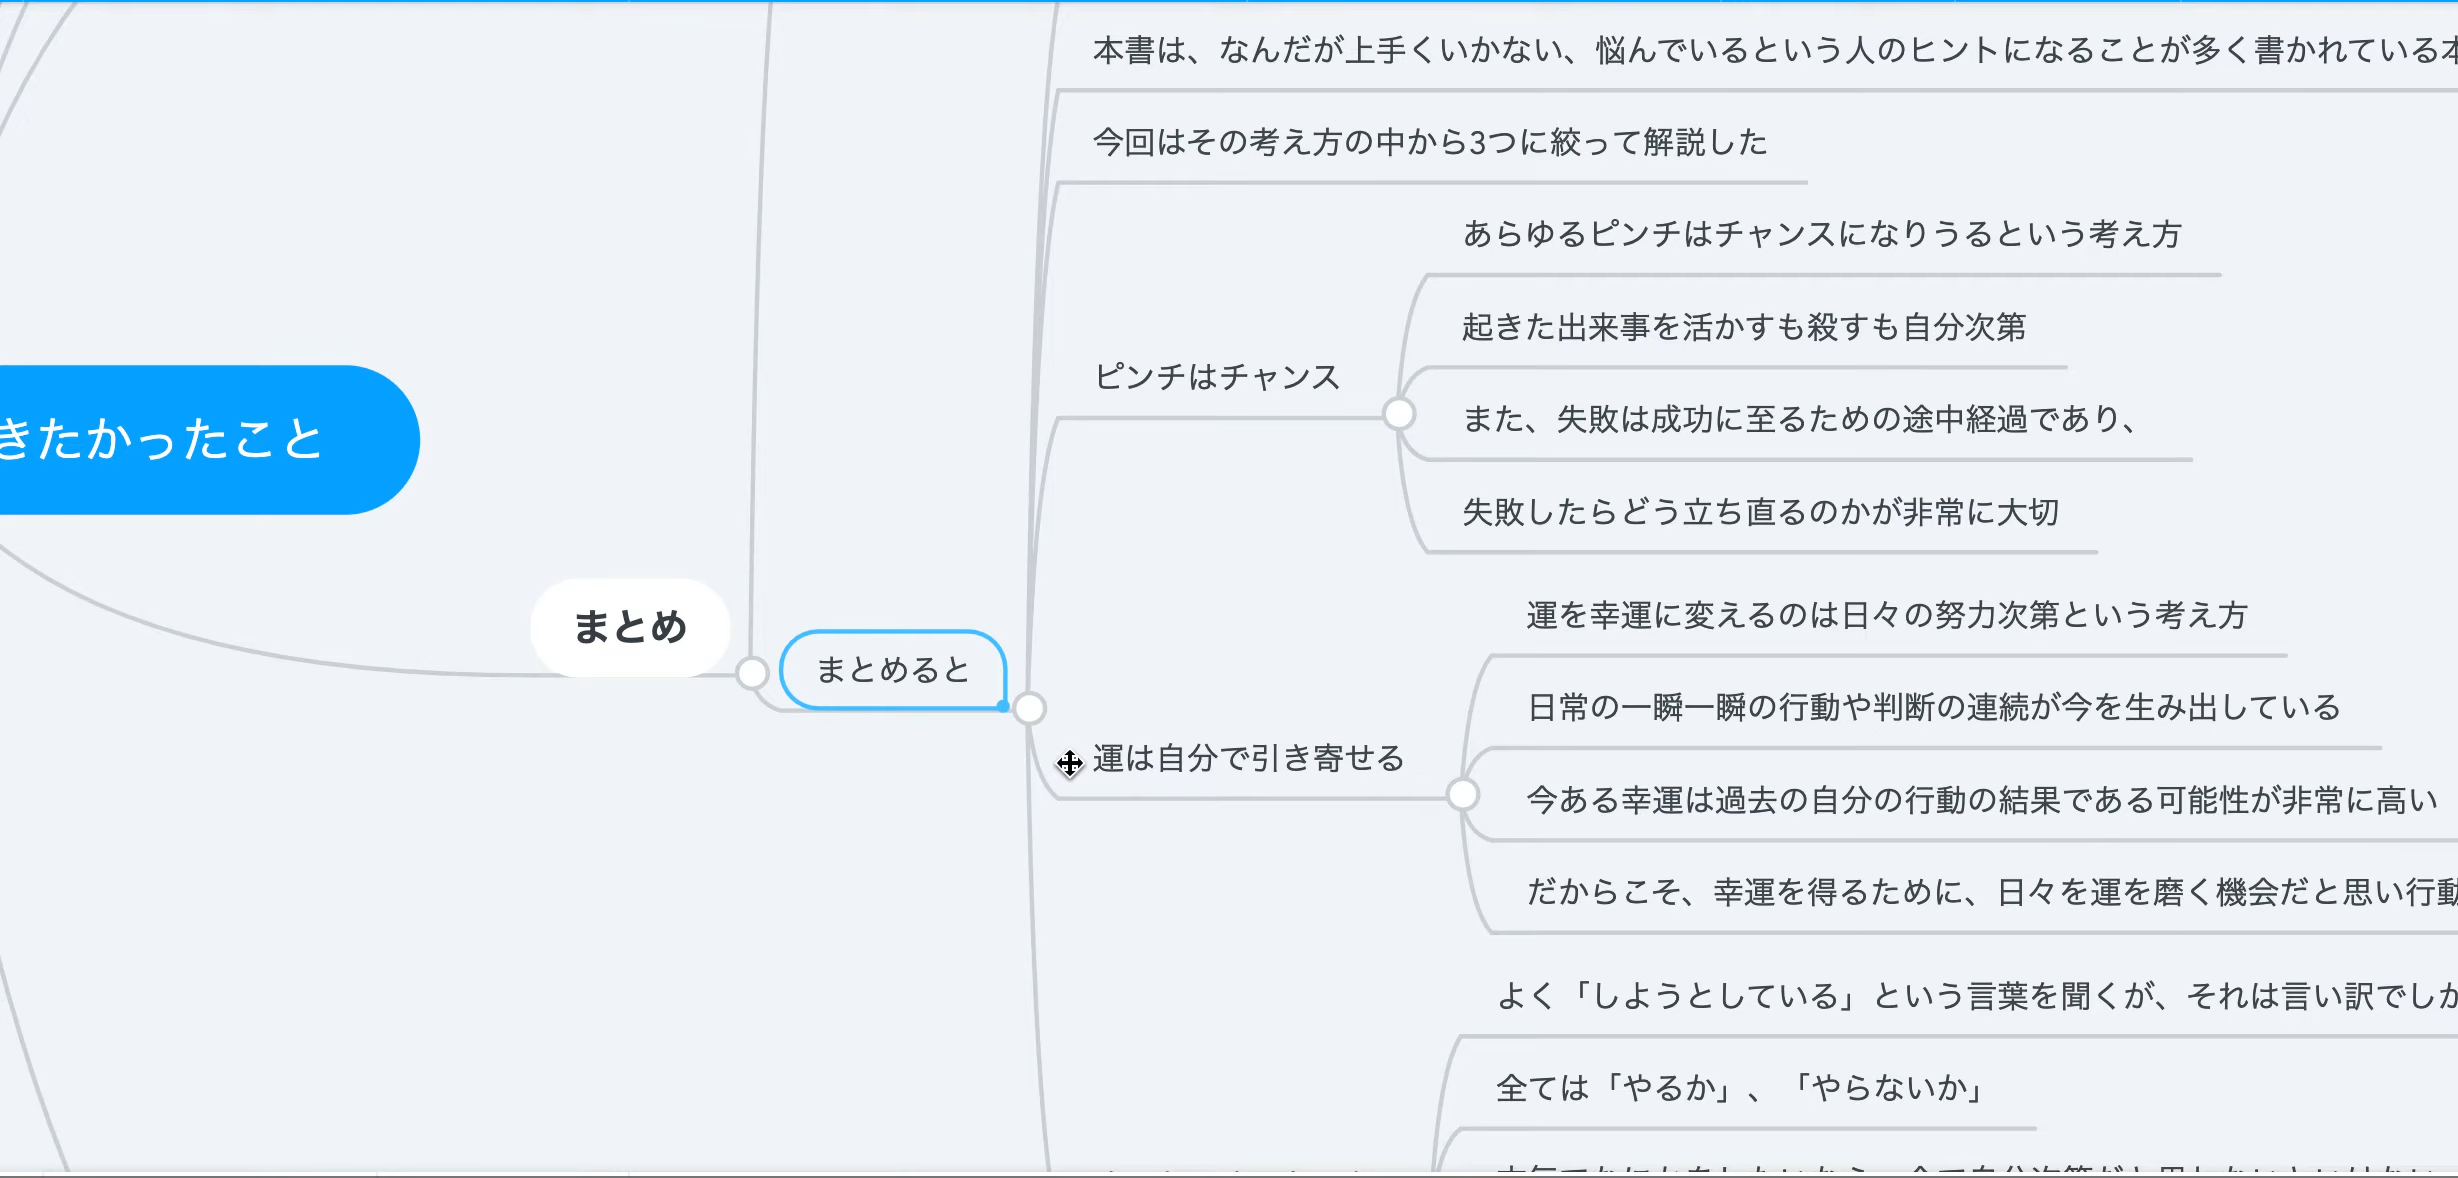 本書は、なんだが上手くいかない、悩んでいるという人のヒントになることが多く書かれている本
今回はその考え方の中から3つに絞って解説した
あらゆるピンチはチャンスになりうるという考え方
起きた出来事を活かすも殺すも自分次第
ピンチはチャンス
また、失敗は成功に至るための途中経過であり、
失敗したらどう立ち直るのかが非常に大切
きたかったこと
まとめ
まとめると
運を幸運に変えるのは日々の努力次第という考え方
日常の一瞬一瞬の行動や判断の連続が今を生み出している
運は自分で引き寄せる
今ある幸運は過去の自分の行動の結果である可能性が非常に高い
だからこそ、幸運を得るために、日々を運を磨く機会だと思い行動
よく「しようとしている」という言葉を聞くが、それは言い訳でしか
全ては「やるか」、「やらないか」